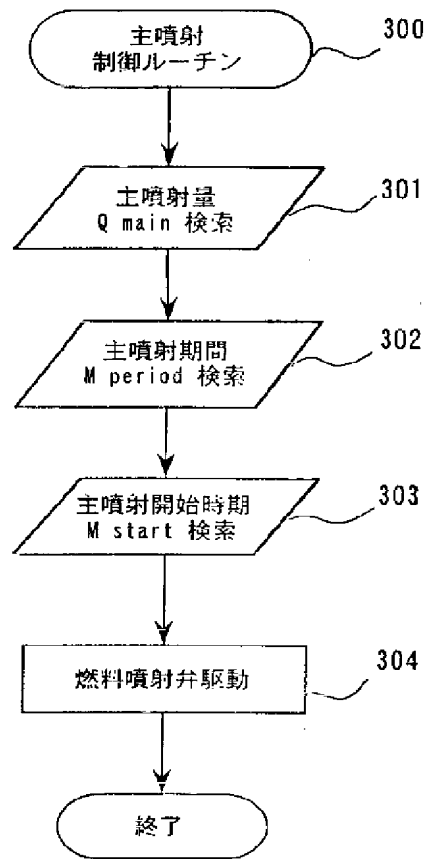 主噴射
制御ルーチン
300
主噴射量
Q main 検索
301
主噴射期間
M period 検索
302
主噴射開始時期
M start 検索
303
燃料噴射弁駆動
304
終了